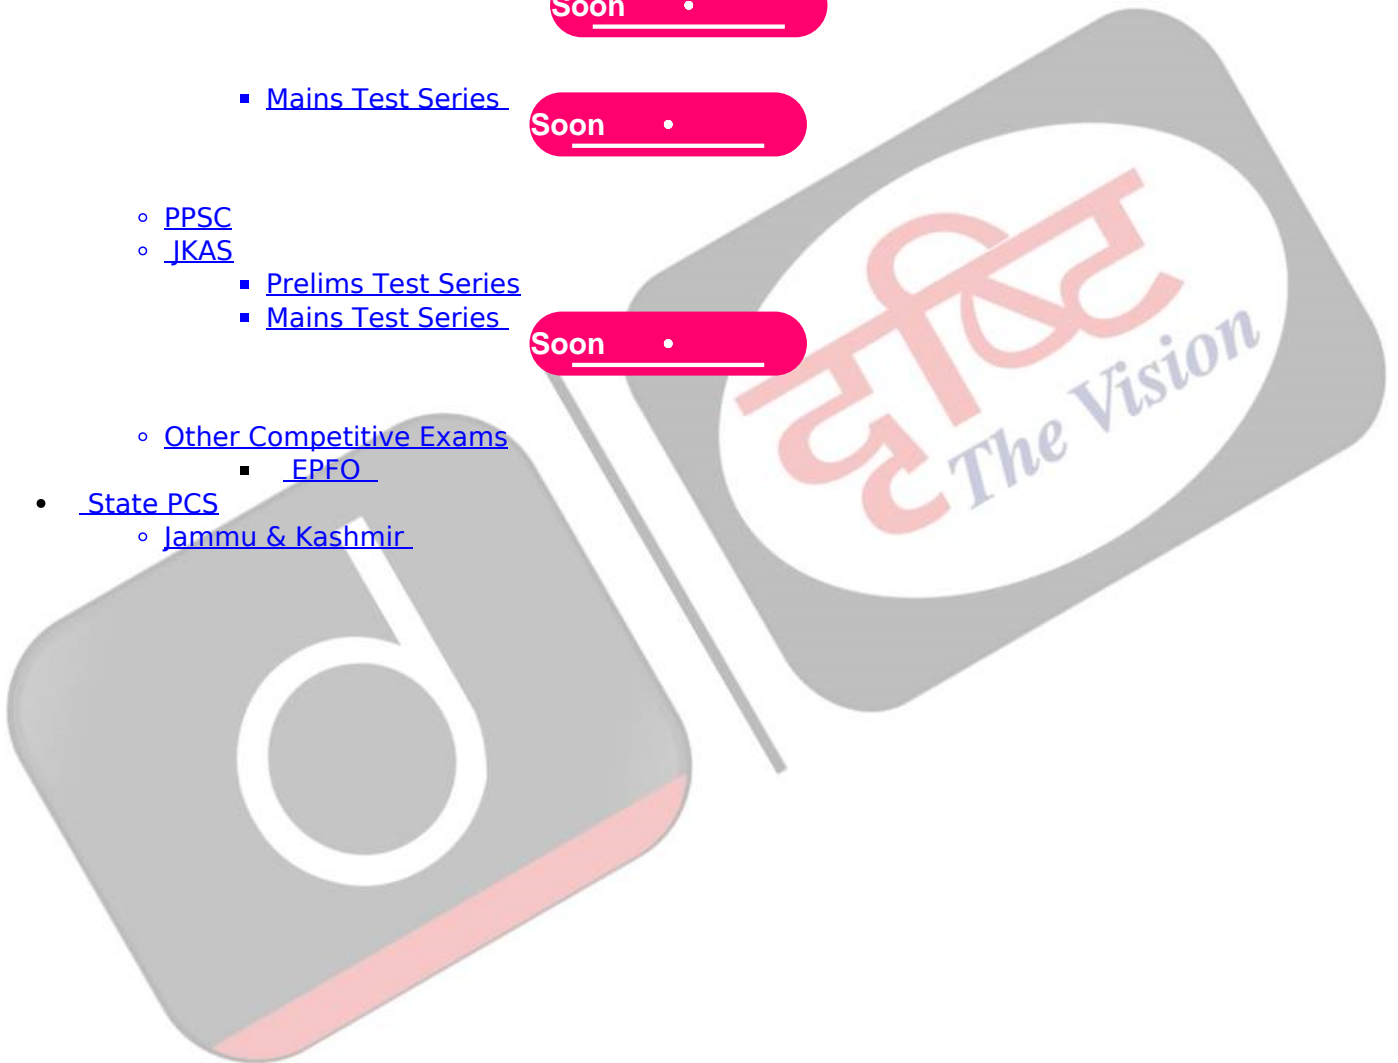 Soon
Mains Test Series
Soon
PPSC
JKAS
Prelims Test Series
Mains Test Series
Soon
Other Competitive Exams
EPFO
State PCS
Jammu & Kashmir
दृष्टि
The Vision
d